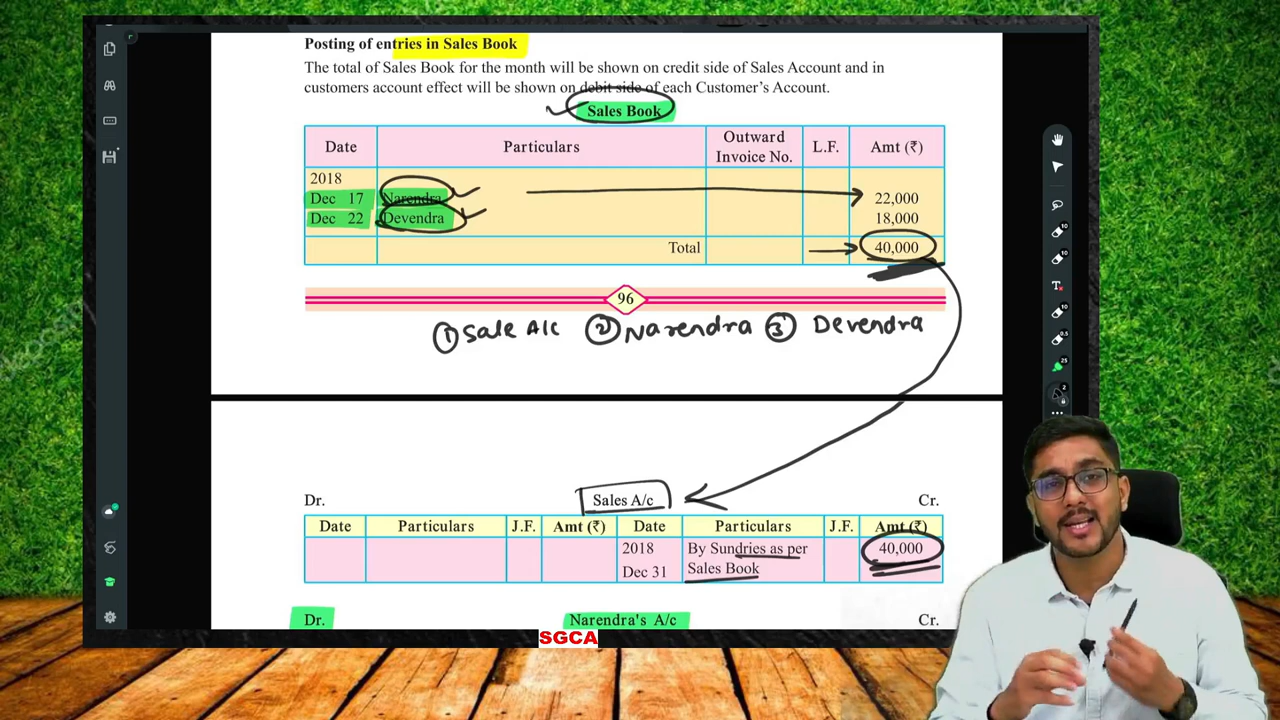 Posting of entries in Sales Book
The total of Sales Book for the month will be shown on credit side of Sales Account and in
customers account effect will be shown on debit side of each Customer's Account.
Sales Book
Date Particulars Outward Invoice No. L.F. Amt (₹)
2018
Dec 17 Narendra 22,000
Dec 22 Devendra 18,000
Total 40,000
96
① Sale A/c ② Narendra ③ Devendra
Dr. Sales A/c Cr.
Date Particulars J.F. Amt (₹) Date Particulars J.F. Amt (₹)
2018 By Sundries as per 40,000
Dec 31 Sales Book
Dr. Narendra's A/c Cr.
SGCA